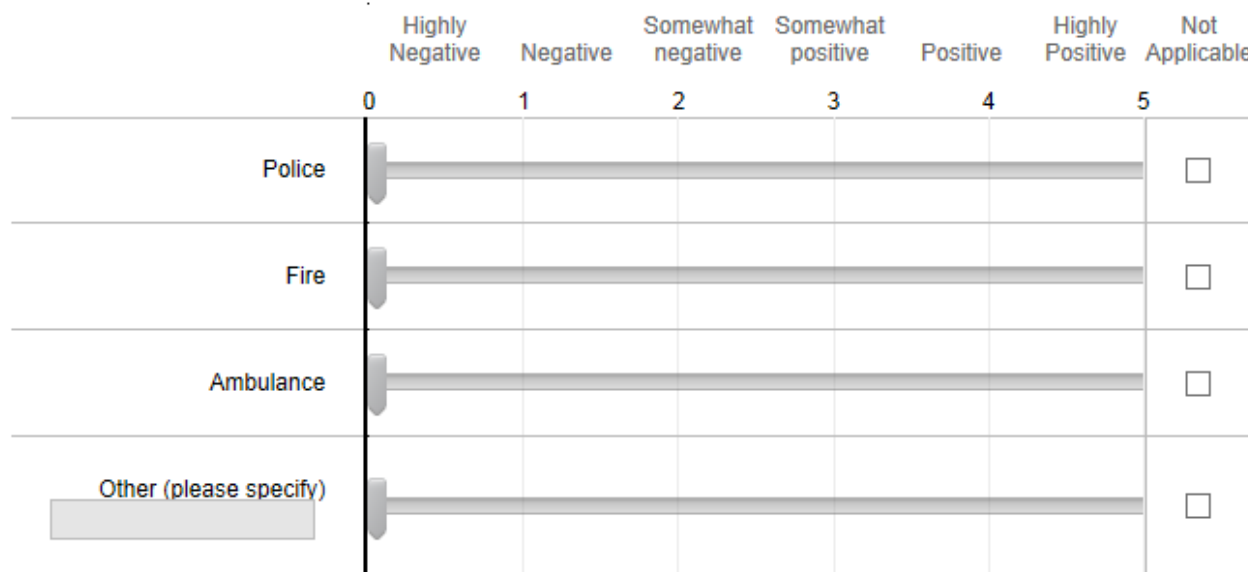 Highly Negative
Negative
Somewhat negative
Somewhat positive
Positive
Highly Positive
Not Applicable
0 1 2 3 4 5
Police
Fire
Ambulance
Other (please specify)